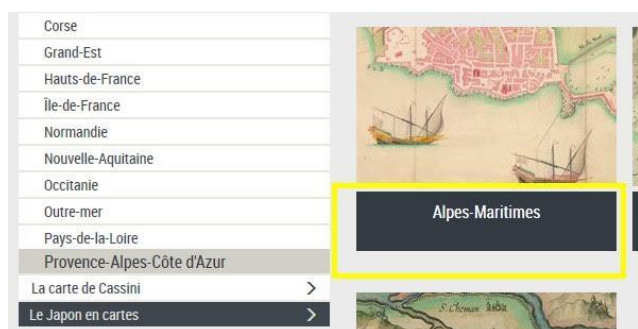 Corse
Grand-Est
Hauts-de-France
Île-de-France
Normandie
Nouvelle-Aquitaine
Occitanie
Outre-mer
Pays-de-la-Loire
Provence-Alpes-Côte d'Azur
La carte de Cassini
Le Japon en cartes
Alpes-Maritimes